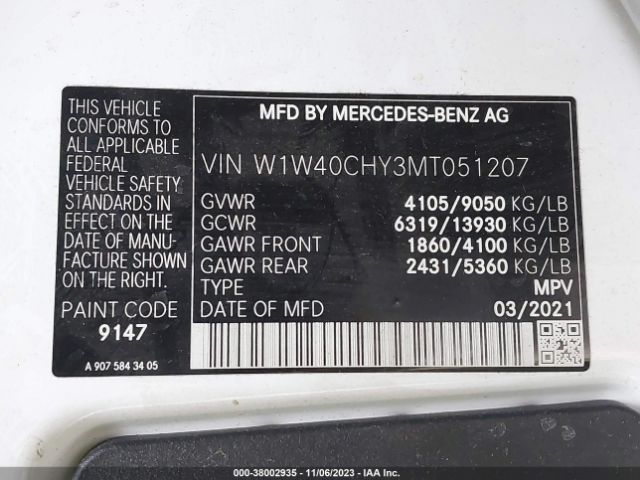 THIS VEHICLE
CONFORMS TO
ALL APPLICABLE
FEDERAL
VEHICLE SAFETY
STANDARDS IN
EFFECT ON THE
DATE OF MANU-
FACTURE SHOWN
ON THE RIGHT.
PAINT CODE
9147
A 907 584 34 05
MFD BY MERCEDES-BENZ AG
VIN W1W40CHY3MT051207
GVWR 4105/9050 KG/LB
GCWR 6319/13930 KG/LB
GAWR FRONT 1860/4100 KG/LB
GAWR REAR 2431/5360 KG/LB
TYPE MPV
DATE OF MFD 03/2021
000-38002935 - 11/06/2023 - IAA Inc.